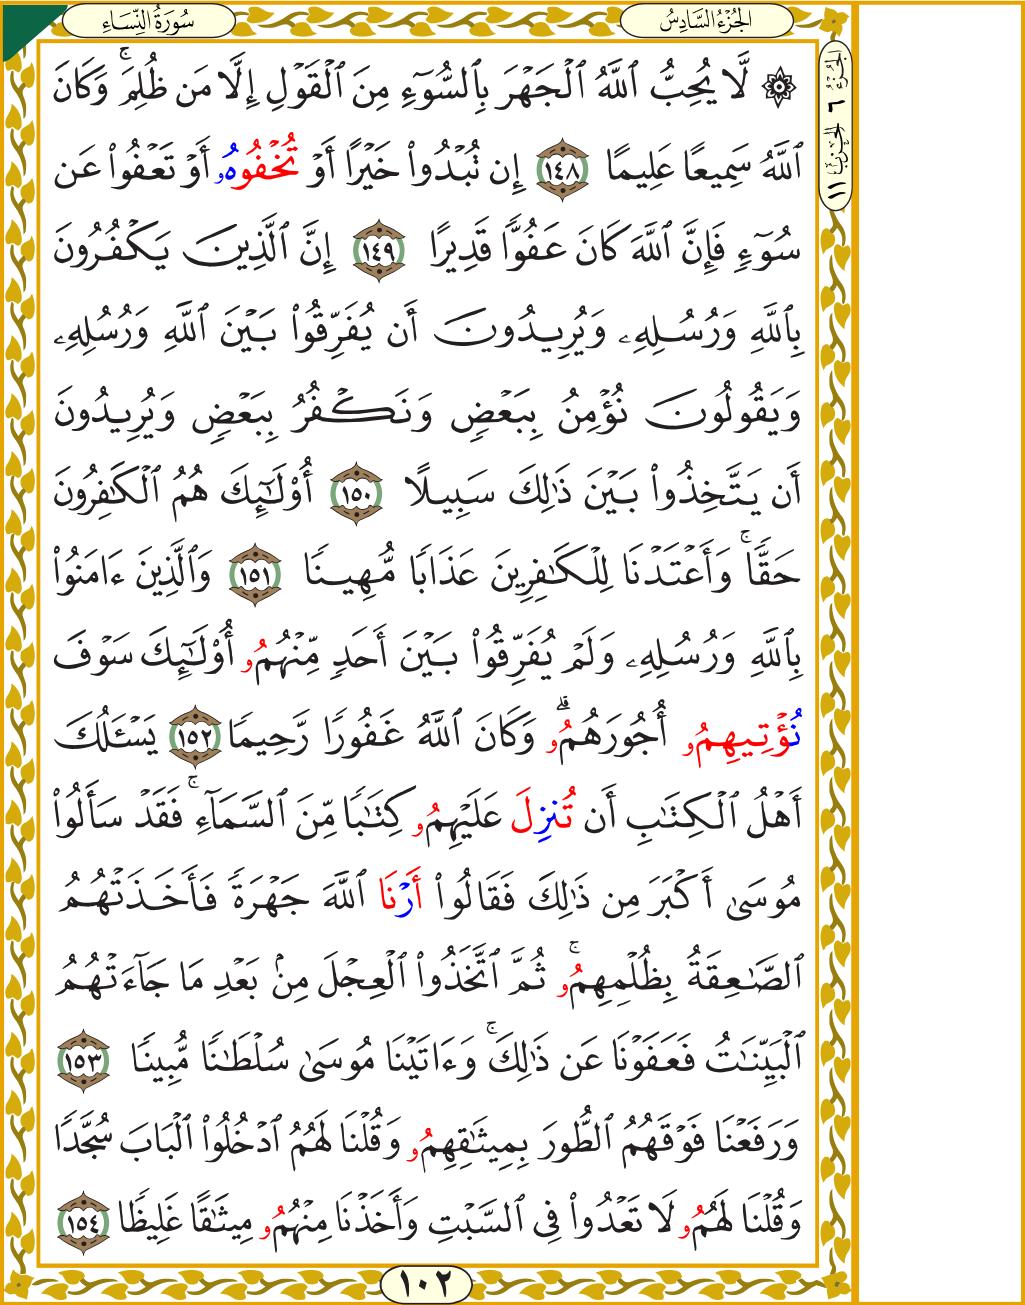 سُورَةُ النِّسَاءِ
الجُزْءُ السَّادِسُ
الجُزْءُ ٦ الحِزْبُ ١١
۞ لَّا يُحِبُّ ٱللَّهُ ٱلْجَهْرَ بِٱلسُّوٓءِ مِنَ ٱلْقَوْلِ إِلَّا مَن ظُلِمَۚ وَكَانَ
ٱللَّهُ سَمِيعًا عَلِيمًا ١٤٨ إِن تُبْدُوا۟ خَيْرًا أَوْ تُخْفُوهُۥ أَوْ تَعْفُوا۟ عَن
سُوٓءٍ فَإِنَّ ٱللَّهَ كَانَ عَفُوًّا قَدِيرًا ١٤٩ إِنَّ ٱلَّذِينَ يَكْفُرُونَ
بِٱللَّهِ وَرُسُلِهِۦ وَيُرِيدُونَ أَن يُفَرِّقُوا۟ بَيْنَ ٱللَّهِ وَرُسُلِهِۦ
وَيَقُولُونَ نُؤْمِنُ بِبَعْضٍ وَنَكْفُرُ بِبَعْضٍ وَيُرِيدُونَ
أَن يَتَّخِذُوا۟ بَيْنَ ذَٰلِكَ سَبِيلًا ١٥٠ أُو۟لَٰٓئِكَ هُمُ ٱلْكَٰفِرُونَ
حَقًّاۚ وَأَعْتَدْنَا لِلْكَٰفِرِينَ عَذَابًا مُّهِينًا ١٥١ وَٱلَّذِينَ ءَامَنُوا۟
بِٱللَّهِ وَرُسُلِهِۦ وَلَمْ يُفَرِّقُوا۟ بَيْنَ أَحَدٍ مِّنْهُمُۥ أُو۟لَٰٓئِكَ سَوْفَ
نُؤْتِيهِمُۥ أُجُورَهُمُۥۗ وَكَانَ ٱللَّهُ غَفُورًا رَّحِيمًا ١٥٢ يَسْـَٔلُكَ
أَهْلُ ٱلْكِتَٰبِ أَن تُنزِلَ عَلَيْهِمُۥ كِتَٰبًا مِّنَ ٱلسَّمَآءِۚ فَقَدْ سَأَلُوا۟
مُوسَىٰ أَكْبَرَ مِن ذَٰلِكَ فَقَالُوا۟ أَرْنَا ٱللَّهَ جَهْرَةً فَأَخَذَتْهُمُ
ٱلصَّٰعِقَةُ بِظُلْمِهِمُۥۚ ثُمَّ ٱتَّخَذُوا۟ ٱلْعِجْلَ مِنۢ بَعْدِ مَا جَآءَتْهُمُ
ٱلْبَيِّنَٰتُ فَعَفَوْنَا عَن ذَٰلِكَۚ وَءَاتَيْنَا مُوسَىٰ سُلْطَٰنًا مُّبِينًا ١٥٣
وَرَفَعْنَا فَوْقَهُمُ ٱلطُّورَ بِمِيثَٰقِهِمُۥ وَقُلْنَا لَهُمُ ٱدْخُلُوا۟ ٱلْبَابَ سُجَّدًا
وَقُلْنَا لَهُمُۥ لَا تَعْدُوا۟ فِى ٱلسَّبْتِ وَأَخَذْنَا مِنْهُمُۥ مِيثَٰقًا غَلِيظًا ١٥٤
١٠٢